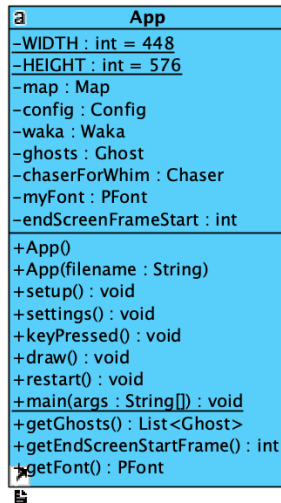 a
App
-WIDTH : int = 448
-HEIGHT : int = 576
-map : Map
-config : Config
-waka : Waka
-ghosts : Ghost
-chaserForWhim : Chaser
-myFont : PFont
-endScreenFrameStart : int
+App()
+App(filename : String)
+setup() : void
+settings() : void
+keyPressed() : void
+draw() : void
+restart() : void
+main(args : String[]) : void
+getGhosts() : List<Ghost>
+getEndScreenStartFrame() : int
+getFont() : PFont